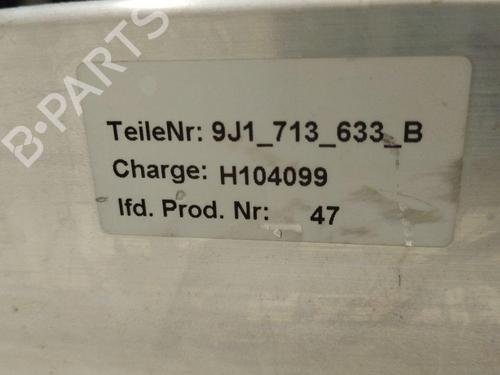 TeileNr: 9J1_713_633_B
Charge: H104099
lfd. Prod. Nr: 47
B-PARTS